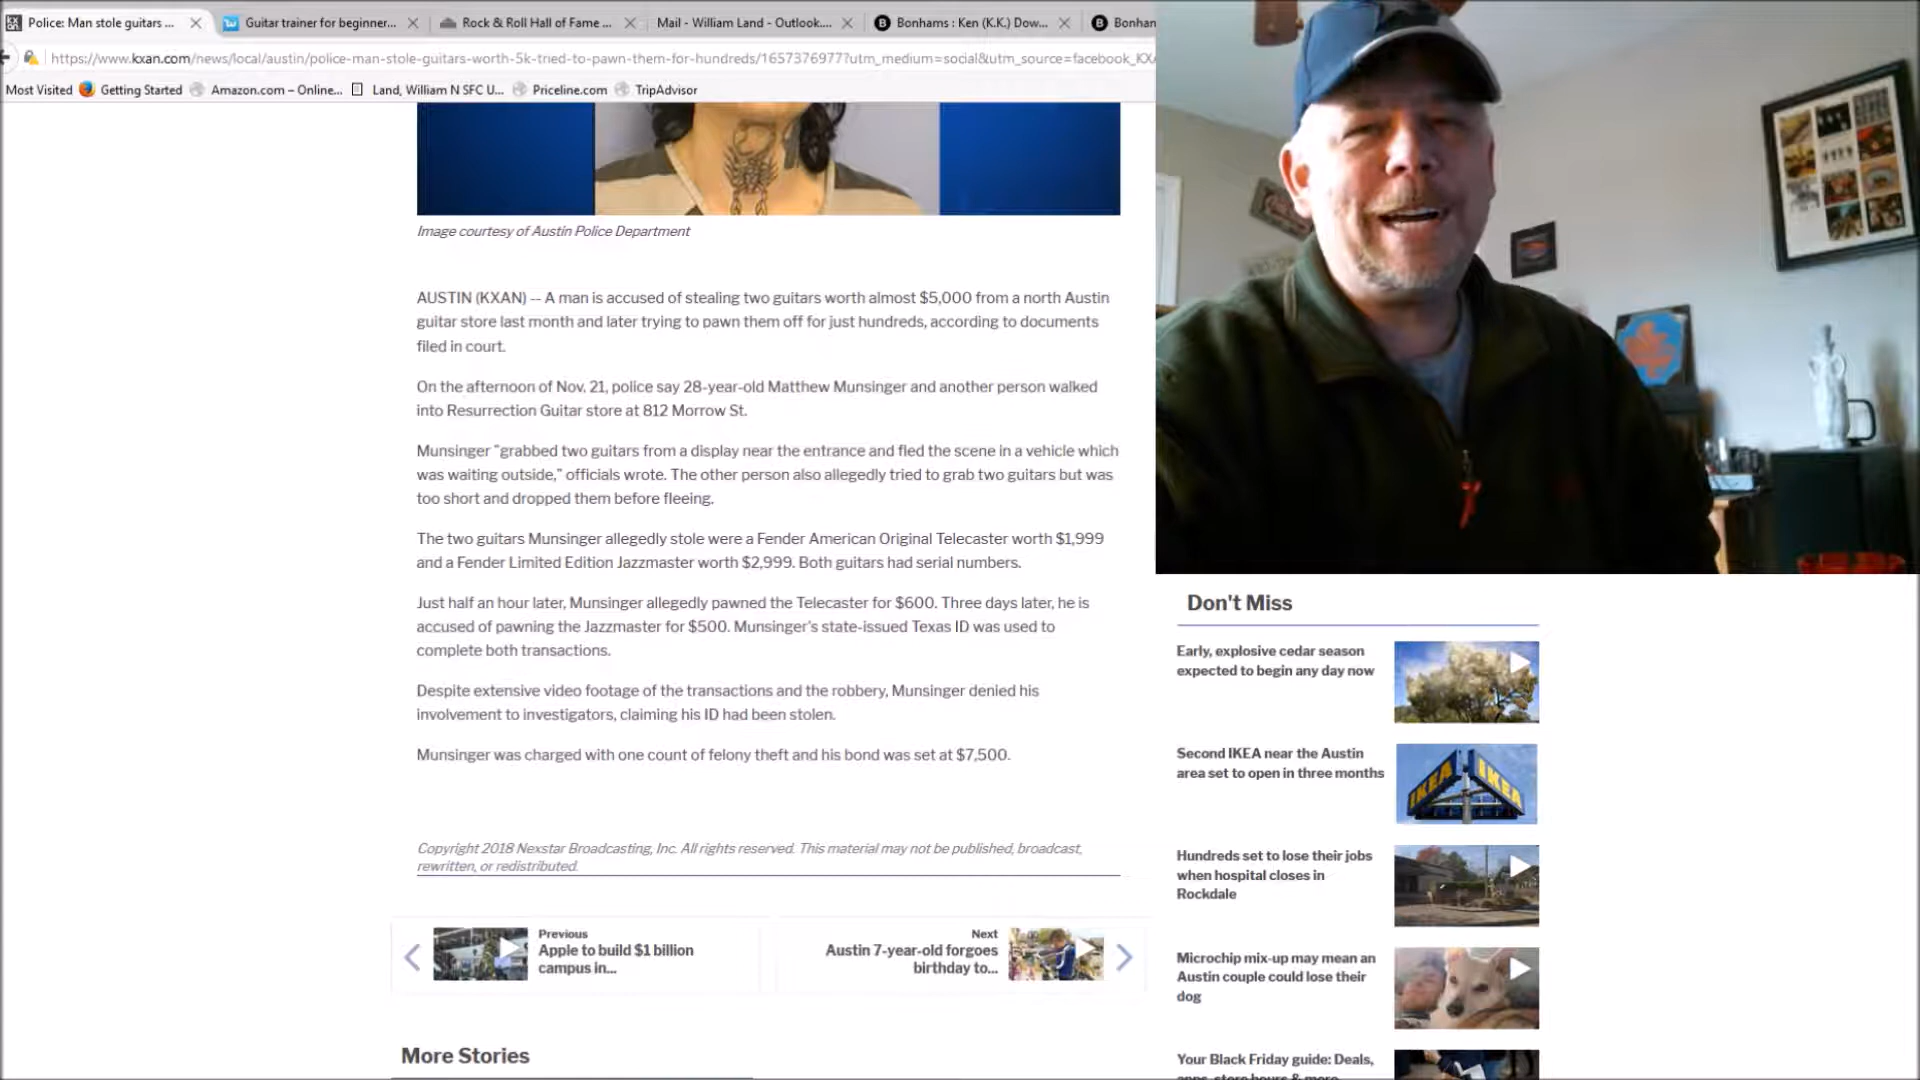 Police: Man stole guitars ...
Guitar trainer for beginner...
Rock & Roll Hall of Fame ...
Mail - William Land - Outlook....
Bonhams : Ken (K.K.) Dow...
Bonham
https://www.kxan.com/news/local/austin/police-man-stole-guitars-worth-5k-tried-to-pawn-them-for-hundreds/1657376977?utm_medium=social&utm_source=facebook_KX
Most Visited
Getting Started
Amazon.com – Online...
Land, William N SFC U...
Priceline.com
TripAdvisor
Image courtesy of Austin Police Department
AUSTIN (KXAN) -- A man is accused of stealing two guitars worth almost $5,000 from a north Austin
guitar store last month and later trying to pawn them off for just hundreds, according to documents
filed in court.
On the afternoon of Nov. 21, police say 28-year-old Matthew Munsinger and another person walked
into Resurrection Guitar store at 812 Morrow St.
Munsinger "grabbed two guitars from a display near the entrance and fled the scene in a vehicle which
was waiting outside," officials wrote. The other person also allegedly tried to grab two guitars but was
too short and dropped them before fleeing.
The two guitars Munsinger allegedly stole were a Fender American Original Telecaster worth $1,999
and a Fender Limited Edition Jazzmaster worth $2,999. Both guitars had serial numbers.
Just half an hour later, Munsinger allegedly pawned the Telecaster for $600. Three days later, he is
accused of pawning the Jazzmaster for $500. Munsinger's state-issued Texas ID was used to
complete both transactions.
Despite extensive video footage of the transactions and the robbery, Munsinger denied his
involvement to investigators, claiming his ID had been stolen.
Munsinger was charged with one count of felony theft and his bond was set at $7,500.
Copyright 2018 Nexstar Broadcasting, Inc. All rights reserved. This material may not be published, broadcast,
rewritten, or redistributed.
Previous
Apple to build $1 billion
campus in...
Next
Austin 7-year-old forgoes
birthday to...
More Stories
Don't Miss
Early, explosive cedar season
expected to begin any day now
Second IKEA near the Austin
area set to open in three months
IKEA
IKEA
Hundreds set to lose their jobs
when hospital closes in
Rockdale
Microchip mix-up may mean an
Austin couple could lose their
dog
Your Black Friday guide: Deals,
apps, store hours & more